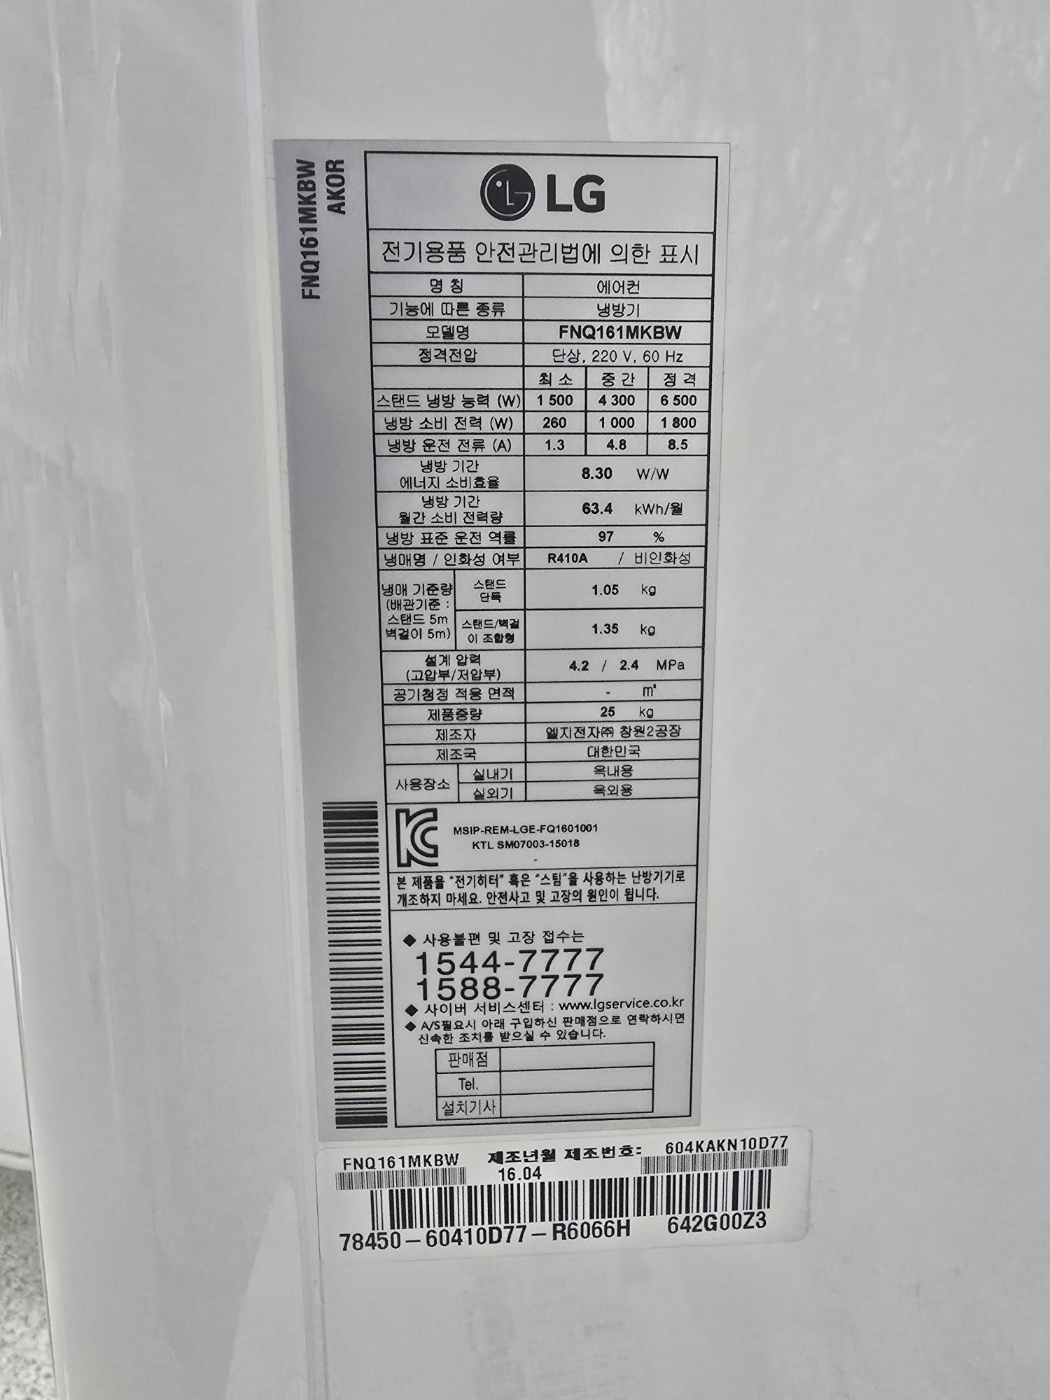 FNQ161MKBW
AKOR
LG
전기용품 안전관리법에 의한 표시
명 칭 에어컨
기능에 따른 종류 냉방기
모델명 FNQ161MKBW
정격전압 단상, 220 V, 60 Hz
최 소 중 간 정 격
스탠드 냉방 능력 (W) 1 500 4 300 6 500
냉방 소비 전력 (W) 260 1 000 1 800
냉방 운전 전류 (A) 1.3 4.8 8.5
냉방 기간
에너지 소비효율 8.30 W/W
냉방 기간
월간 소비 전력량 63.4 kWh/월
냉방 표준 운전 역률 97 %
냉매명 / 인화성 여부 R410A / 비인화성
냉매 기준량
(배관기준 :
스탠드 5m
벽걸이 5m)
스탠드
단독 1.05 kg
스탠드/벽걸
이 조합형 1.35 kg
설계 압력
(고압부/저압부) 4.2 / 2.4 MPa
공기청정 적용 면적 - m²
제품중량 25 kg
제조자 엘지전자㈜ 창원2공장
제조국 대한민국
사용장소 실내기 옥내용
실외기 옥외용
KC
MSIP-REM-LGE-FQ1601001
KTL SM07003-15018
-
본 제품을 "전기히터" 혹은 "스팀"을 사용하는 난방기기로
개조하지 마세요. 안전사고 및 고장의 원인이 됩니다.
◆ 사용불편 및 고장 접수는
1544-7777
1588-7777
◆ 사이버 서비스센터 : www.lgservice.co.kr
◆ A/S필요시 아래 구입하신 판매점으로 연락하시면
신속한 조치를 받으실 수 있습니다.
판매점
Tel.
설치기사
FNQ161MKBW 제조년월 제조번호: 604KAKN10D77
16.04
78450-60410D77-R6066H 642G00Z3